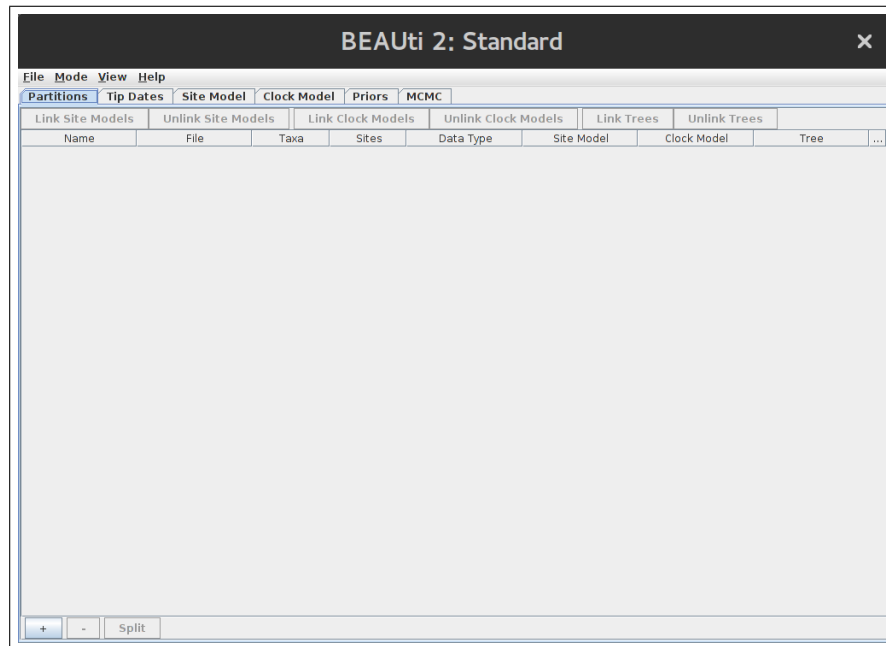 BEAUti 2: Standard ×
File Mode View Help
Partitions Tip Dates Site Model Clock Model Priors MCMC
Link Site Models Unlink Site Models Link Clock Models Unlink Clock Models Link Trees Unlink Trees
Name File Taxa Sites Data Type Site Model Clock Model Tree ...
+ - Split